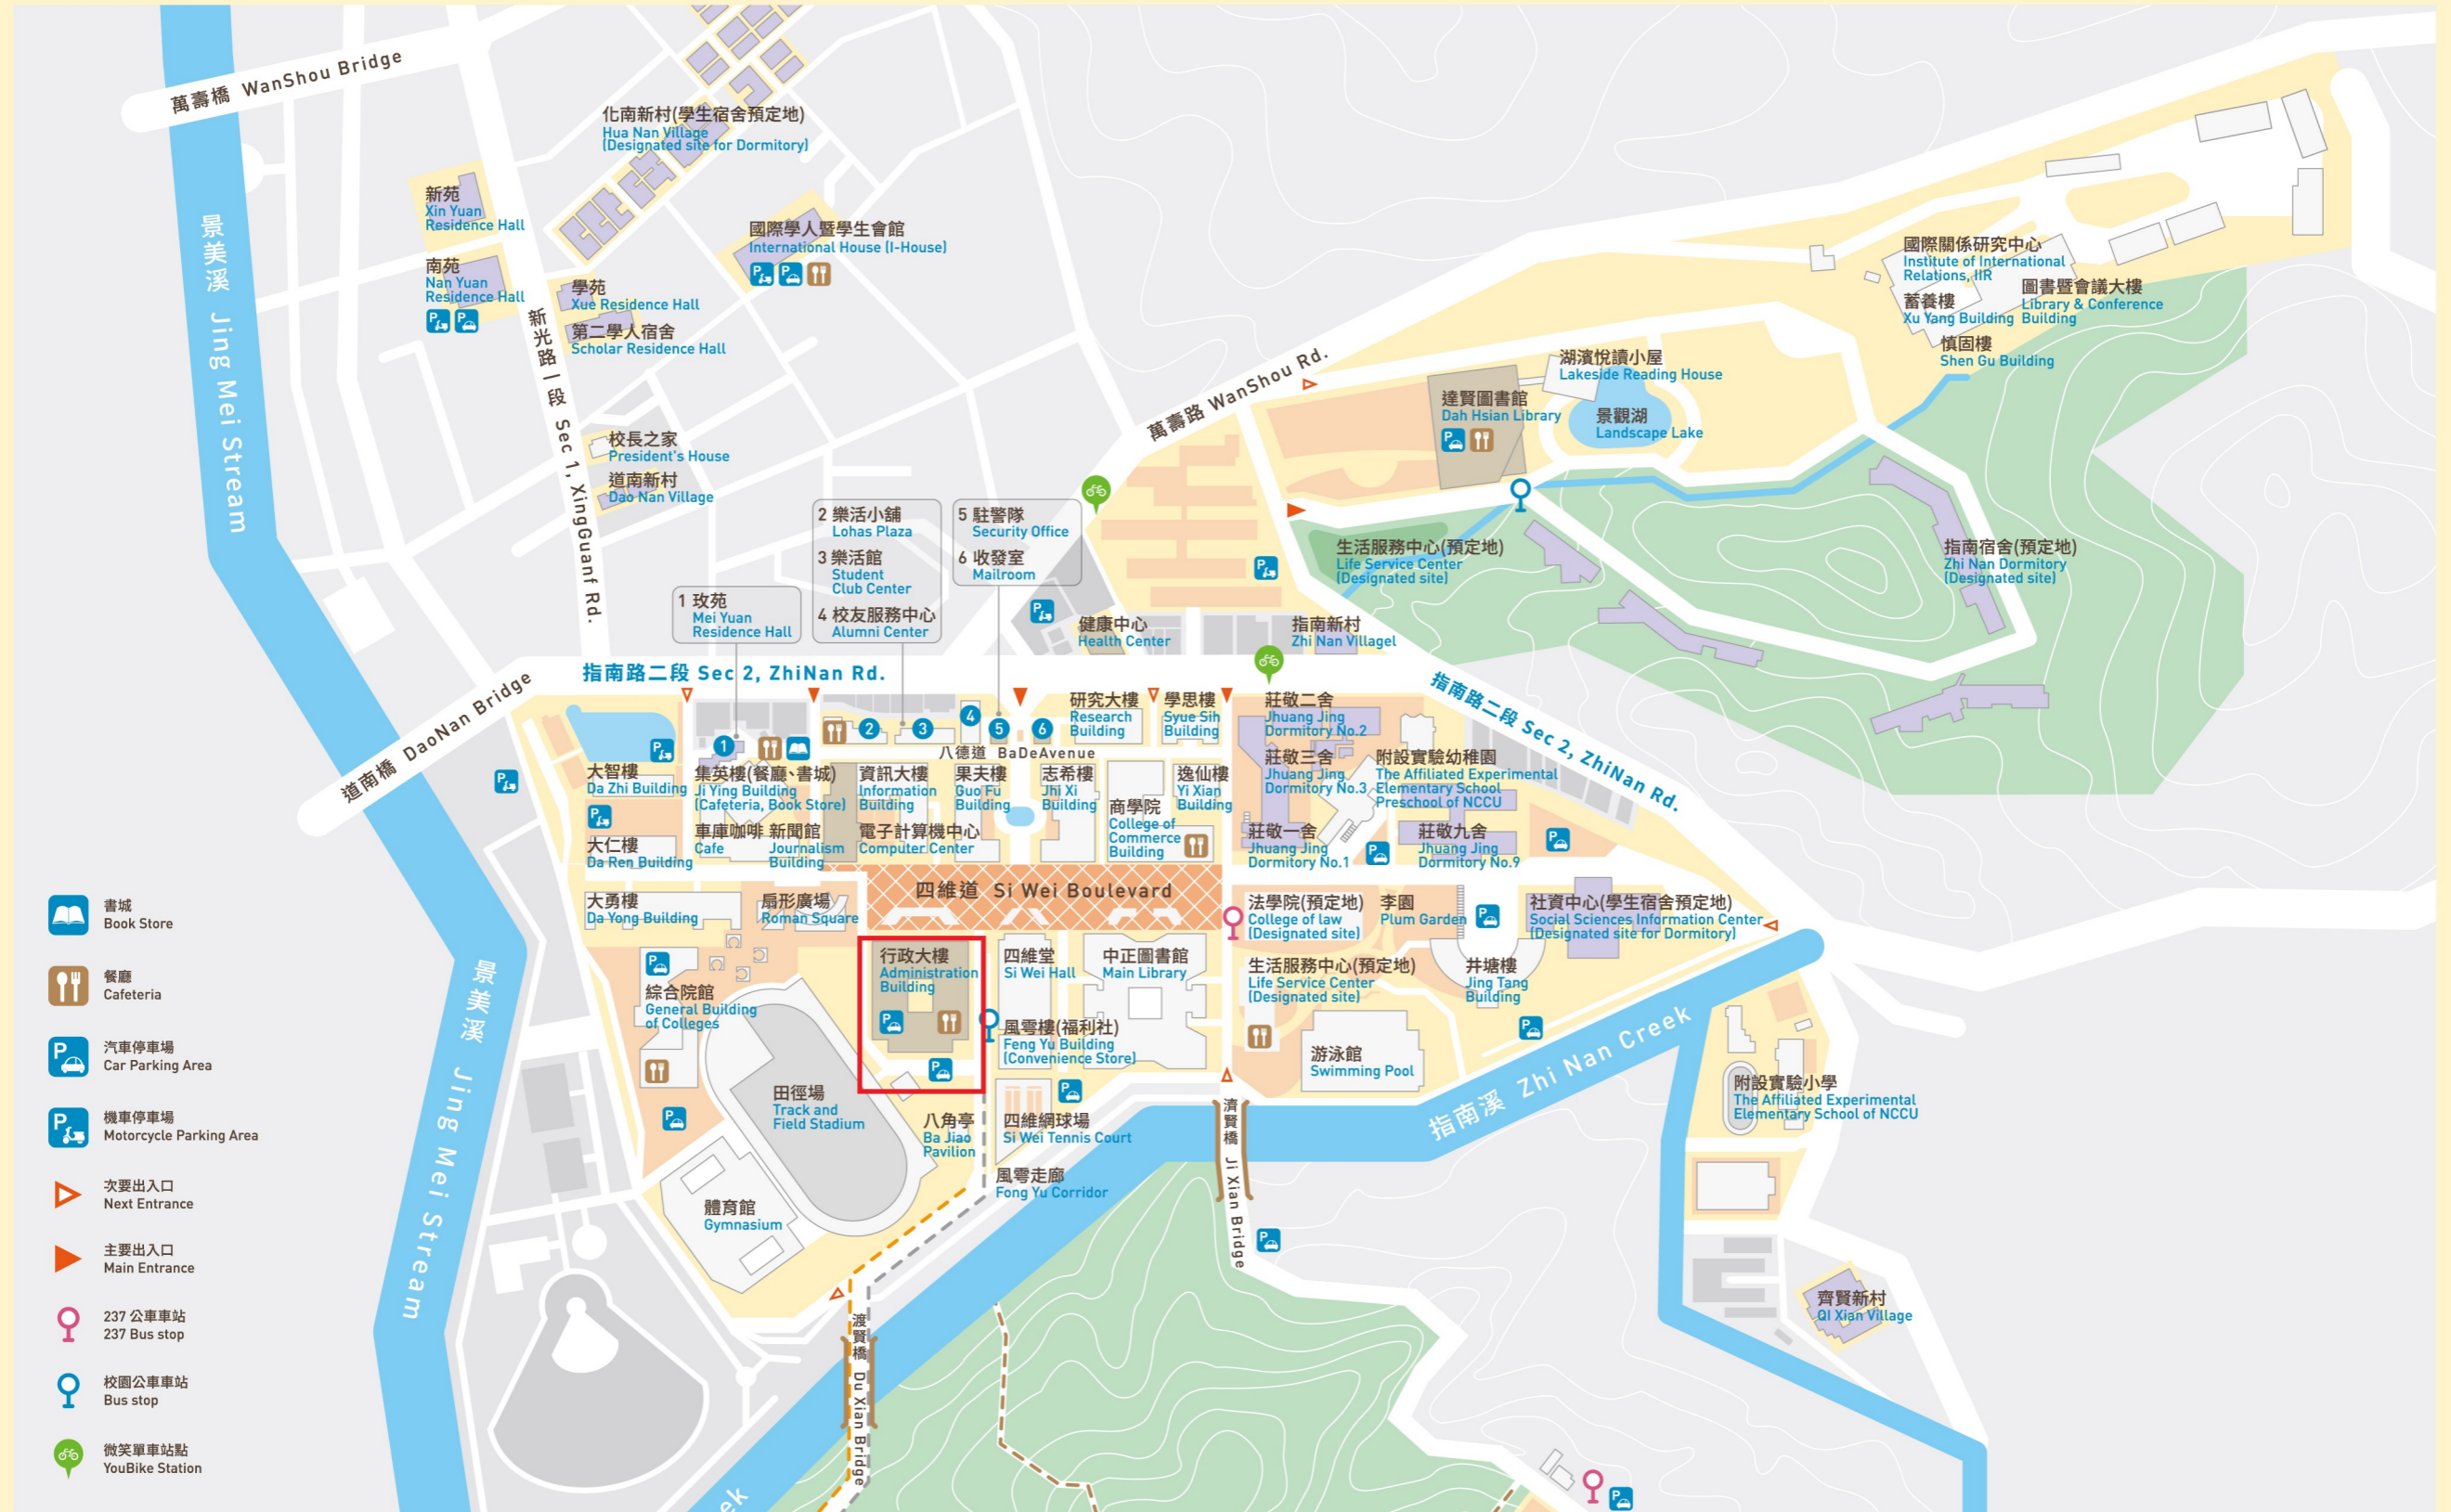 萬壽橋 WanShou Bridge
化南新村(學生宿舍預定地)
Hua Nan Village
(Designated site for Dormitory)
新苑
Xin Yuan
Residence Hall
國際學人暨學生會館
International House (I-House)
南苑
Nan Yuan
Residence Hall
學苑
Xue Residence Hall
第二學人宿舍
Scholar Residence Hall
景美溪 Jing Mei Stream
新光路一段 Sec 1, XingGuanf Rd.
校長之家
President's House
道南新村
Dao Nan Village
國際關係研究中心
Institute of International
Relations, IIR
圖書暨會議大樓
Library & Conference
Building
蓄養樓
Xu Yang Building
慎固樓
Shen Gu Building
萬壽路 WanShou Rd.
湖濱悅讀小屋
Lakeside Reading House
達賢圖書館
Dah Hsian Library
景觀湖
Landscape Lake
生活服務中心(預定地)
Life Service Center
(Designated site)
指南宿舍(預定地)
Zhi Nan Dormitory
(Designated site)
1 玫苑
Mei Yuan
Residence Hall
2 樂活小舖
Lohas Plaza
3 樂活館
Student
Club Center
4 校友服務中心
Alumni Center
5 駐警隊
Security Office
6 收發室
Mailroom
健康中心
Health Center
指南新村
Zhi Nan Villagel
指南路二段 Sec 2, ZhiNan Rd.
指南路二段 Sec 2, ZhiNan Rd.
道南橋 DaoNan Bridge
1
2
3
4
5
6
研究大樓
Research
Building
學思樓
Syue Sih
Building
莊敬二舍
Jhuang Jing
Dormitory No.2
八德道 BaDeAvenue
大智樓
Da Zhi Building
集英樓(餐廳、書城)
Ji Ying Building
(Cafeteria, Book Store)
資訊大樓
Information
Building
果夫樓
Guo Fu
Building
志希樓
Jhi Xi
Building
商學院
College of
Commerce
Building
逸仙樓
Yi Xian
Building
莊敬三舍
Jhuang Jing
Dormitory No.3
附設實驗幼稚園
The Affiliated Experimental
Elementary School
Preschool of NCCU
大仁樓
Da Ren Building
車庫咖啡
Cafe
新聞館
Journalism
Building
電子計算機中心
Computer Center
莊敬一舍
Jhuang Jing
Dormitory No.1
莊敬九舍
Jhuang Jing
Dormitory No.9
四維道 Si Wei Boulevard
大勇樓
Da Yong Building
扇形廣場
Roman Square
法學院(預定地)
College of law
(Designated site)
李園
Plum Garden
社資中心(學生宿舍預定地)
Social Sciences Information Center
(Designated site for Dormitory)
行政大樓
Administration
Building
四維堂
Si Wei Hall
中正圖書館
Main Library
生活服務中心(預定地)
Life Service Center
(Designated site)
井塘樓
Jing Tang
Building
綜合院館
General Building
of Colleges
風雩樓(福利社)
Feng Yu Building
(Convenience Store)
游泳館
Swimming Pool
景美溪 Jing Mei Stream
田徑場
Track and
Field Stadium
八角亭
Ba Jiao
Pavilion
四維網球場
Si Wei Tennis Court
風雩走廊
Fong Yu Corridor
濟賢橋 Ji Xian Bridge
指南溪 Zhi Nan Creek
附設實驗小學
The Affiliated Experimental
Elementary School of NCCU
體育館
Gymnasium
渡賢橋 Du Xian Bridge
齊賢新村
QI Xian Village
書城
Book Store
餐廳
Cafeteria
P
汽車停車場
Car Parking Area
P
機車停車場
Motorcycle Parking Area
次要出入口
Next Entrance
主要出入口
Main Entrance
237 公車車站
237 Bus stop
校園公車車站
Bus stop
微笑單車站點
YouBike Station
ek